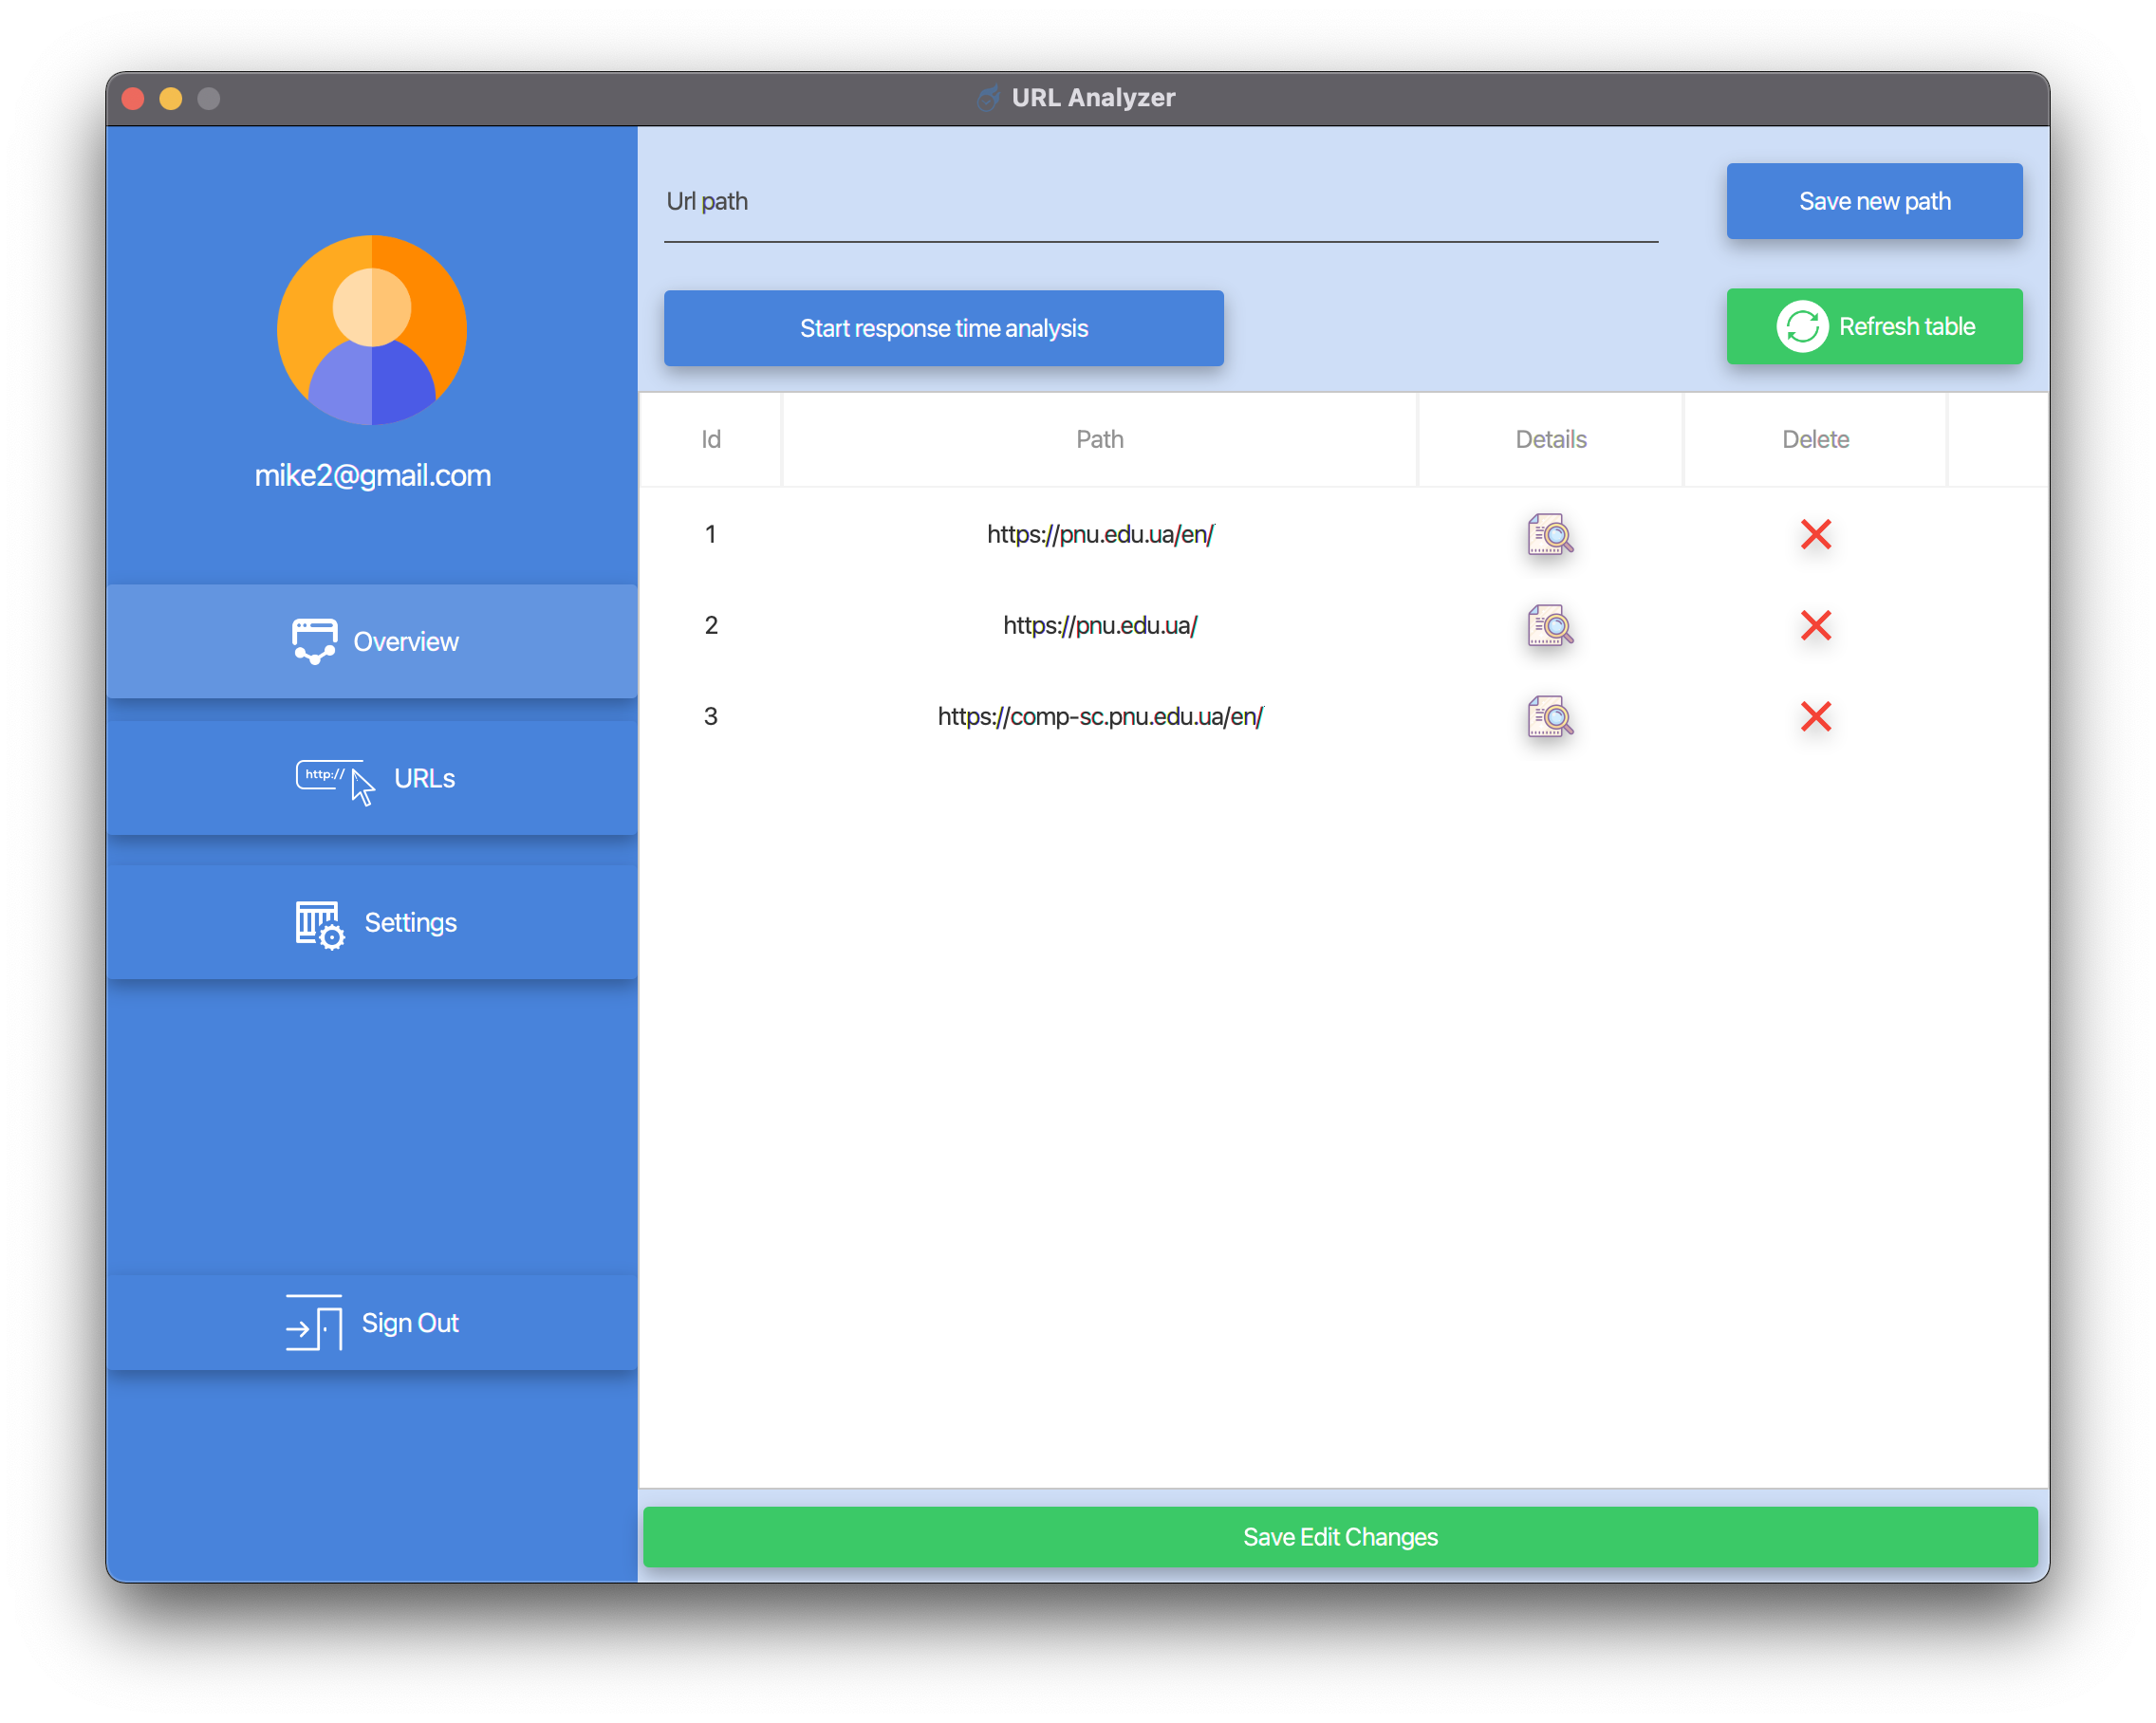 URL Analyzer
mike2@gmail.com
Overview
http://
URLs
Settings
Sign Out
Url path
Save new path
Start response time analysis
Refresh table
Id Path Details Delete
1 https://pnu.edu.ua/en/
2 https://pnu.edu.ua/
3 https://comp-sc.pnu.edu.ua/en/
Save Edit Changes